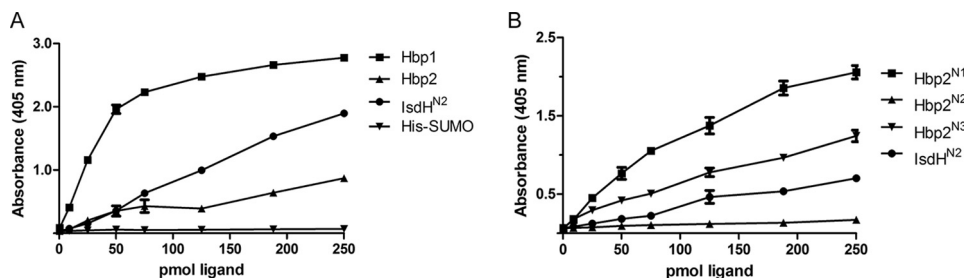 A
Absorbance (405 nm)
3.0
2.0
1.0
0
50
100
150
200
250
pmol ligand
Hbp1
Hbp2
IsdH^N2
His-SUMO
B
Absorbance (405 nm)
2.5
1.5
0.5
0
50
100
150
200
250
pmol ligand
Hbp2^N1
Hbp2^N2
Hbp2^N3
IsdH^N2